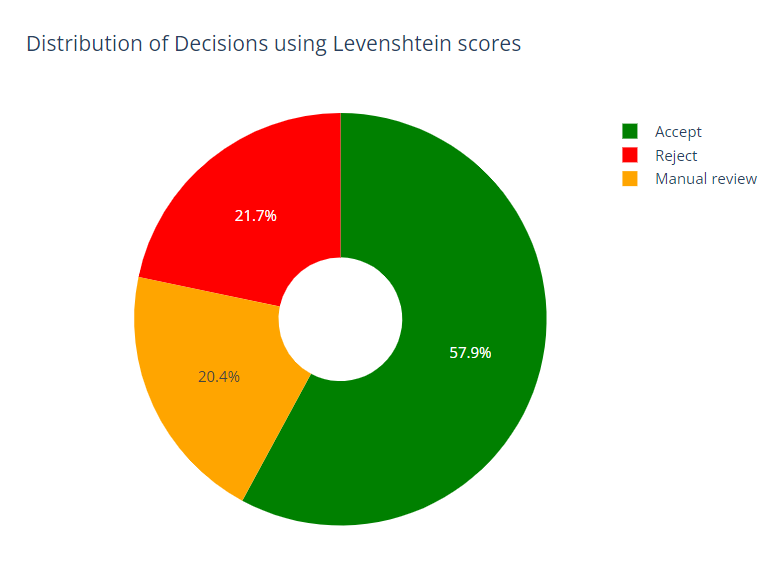 Distribution of Decisions using Levenshtein scores
Accept
Reject
Manual review
21.7%
57.9%
20.4%